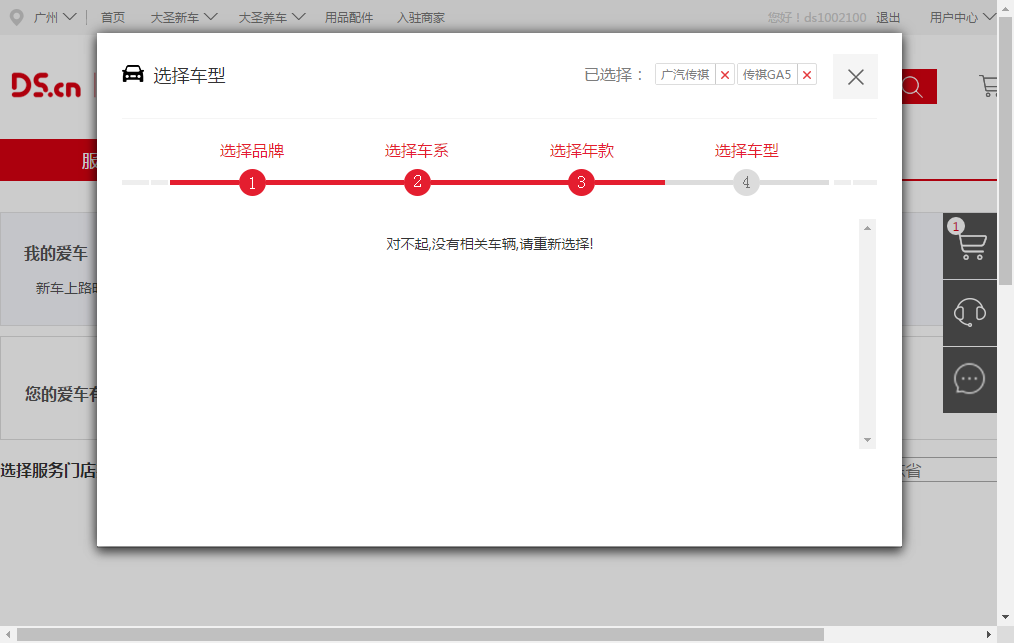 广州 首页 大圣新车 大圣养车 用品配件 入驻商家 您好！ds1002100 退出 用户中心
DS.cn
选择车型 已选择： 广汽传祺 × 传祺GA5 ×
选择品牌 选择车系 选择年款 选择车型
1 2 3 4
服
对不起,没有相关车辆,请重新选择!
1
我的爱车
新车上路
您的爱车有
选择服务门店
省